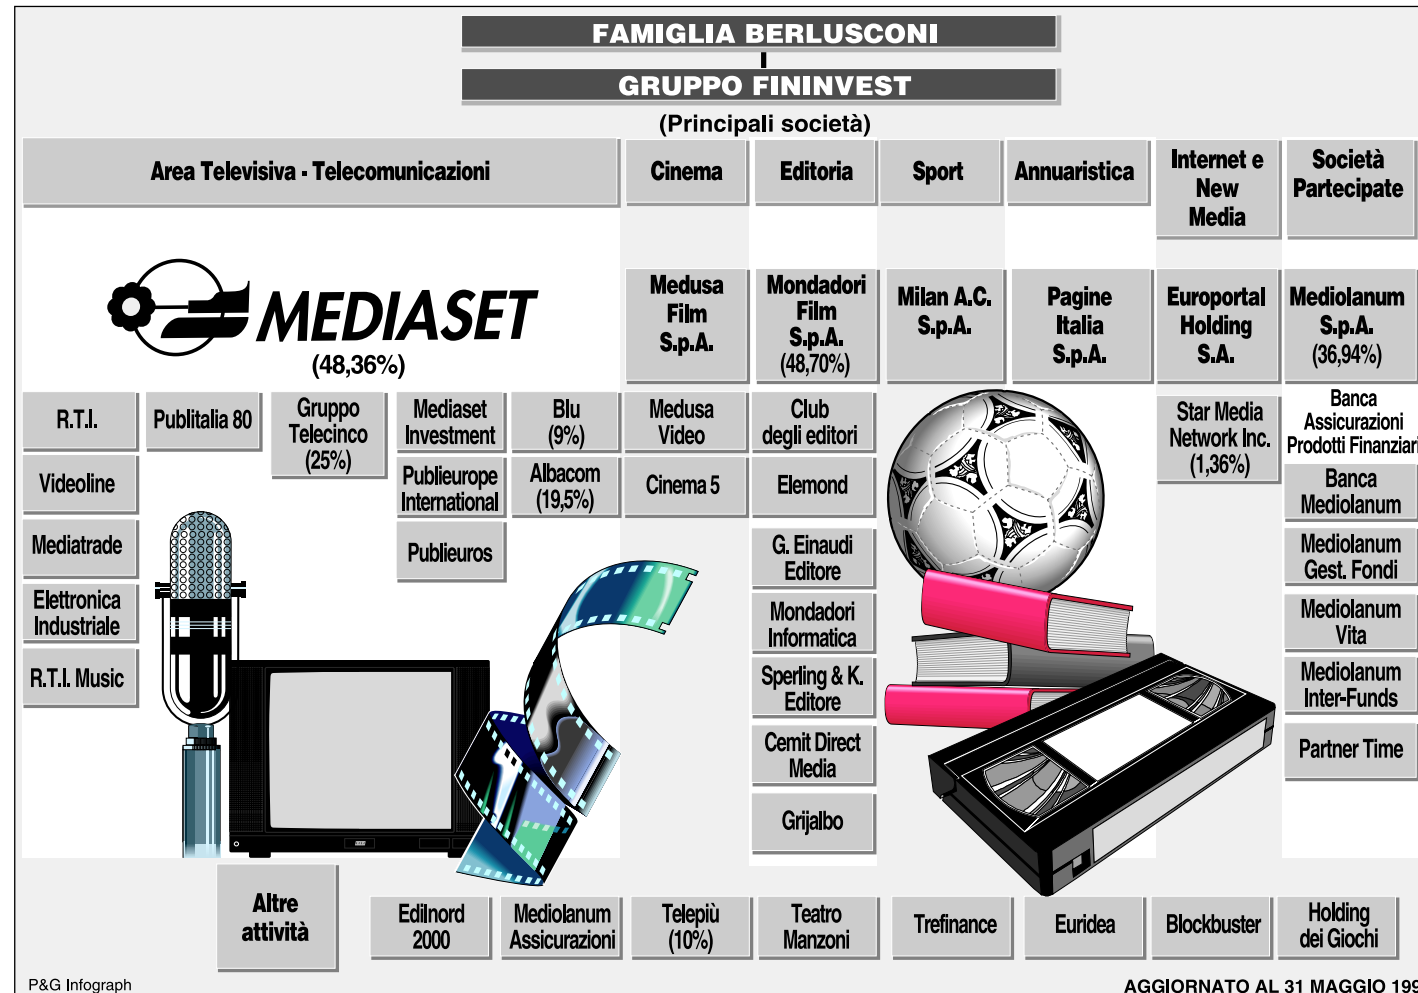 FAMIGLIA BERLUSCONI
GRUPPO FININVEST
(Principali società)
Area Televisiva - Telecomunicazioni
Cinema
Editoria
Sport
Annuaristica
Internet e
New
Media
Società
Partecipate
MEDIASET
(48,36%)
Medusa
Film
S.p.A.
Mondadori
Film
S.p.A.
(48,70%)
Milan A.C.
S.p.A.
Pagine
Italia
S.p.A.
Europortal
Holding
S.A.
Mediolanum
S.p.A.
(36,94%)
R.T.I.
Videoline
Mediatrade
Elettronica
Industriale
R.T.I. Music
Publitalia 80
Gruppo
Telecinco
(25%)
Mediaset
Investment
Publieurope
International
Publieuros
Blu
(9%)
Albacom
(19,5%)
Medusa
Video
Cinema 5
Club
degli editori
Elemond
G. Einaudi
Editore
Mondadori
Informatica
Sperling & K.
Editore
Cemit Direct
Media
Grijalbo
Star Media
Network Inc.
(1,36%)
Banca
Assicurazioni
Prodotti Finanziari
Banca
Mediolanum
Mediolanum
Gest. Fondi
Mediolanum
Vita
Mediolanum
Inter-Funds
Partner Time
Altre
attività
Edilnord
2000
Mediolanum
Assicurazioni
Telepiù
(10%)
Teatro
Manzoni
Trefinance
Euridea
Blockbuster
Holding
dei Giochi
P&G Infograph
AGGIORNATO AL 31 MAGGIO 199